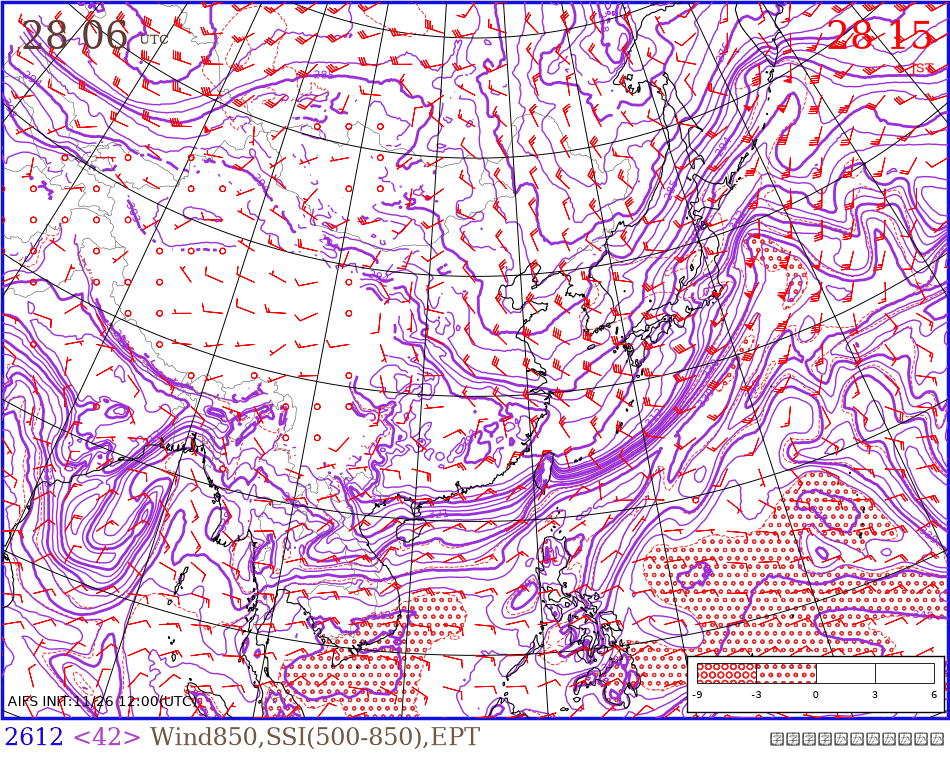 28 06 UTC
28 15 JST
-9 -3 0 3 6
AIFS INIT:11/26 12:00(UTC)
2612 <42> Wind850,SSI(500-850),EPT